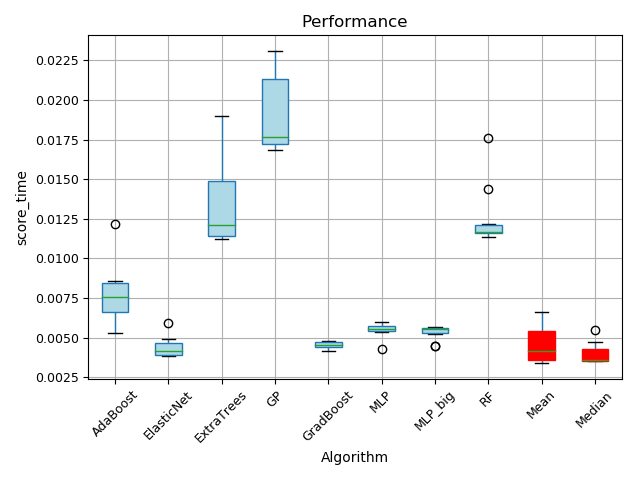 Performance
score_time
0.0225
0.0200
0.0175
0.0150
0.0125
0.0100
0.0075
0.0050
0.0025
AdaBoost
ElasticNet
ExtraTrees
GP
GradBoost
MLP
MLP_big
RF
Mean
Median
Algorithm